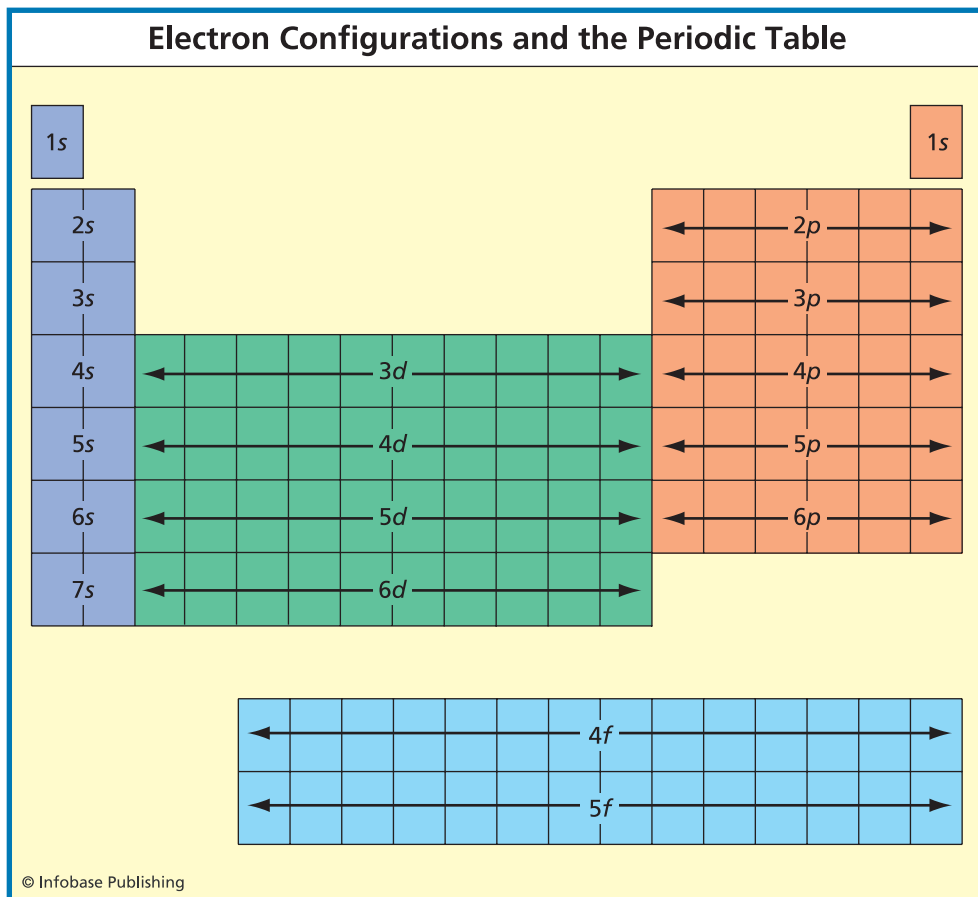 Electron Configurations and the Periodic Table
1s 1s
2s 2p
3s 3p
4s 3d 4p
5s 4d 5p
6s 5d 6p
7s 6d
4f
5f
© Infobase Publishing